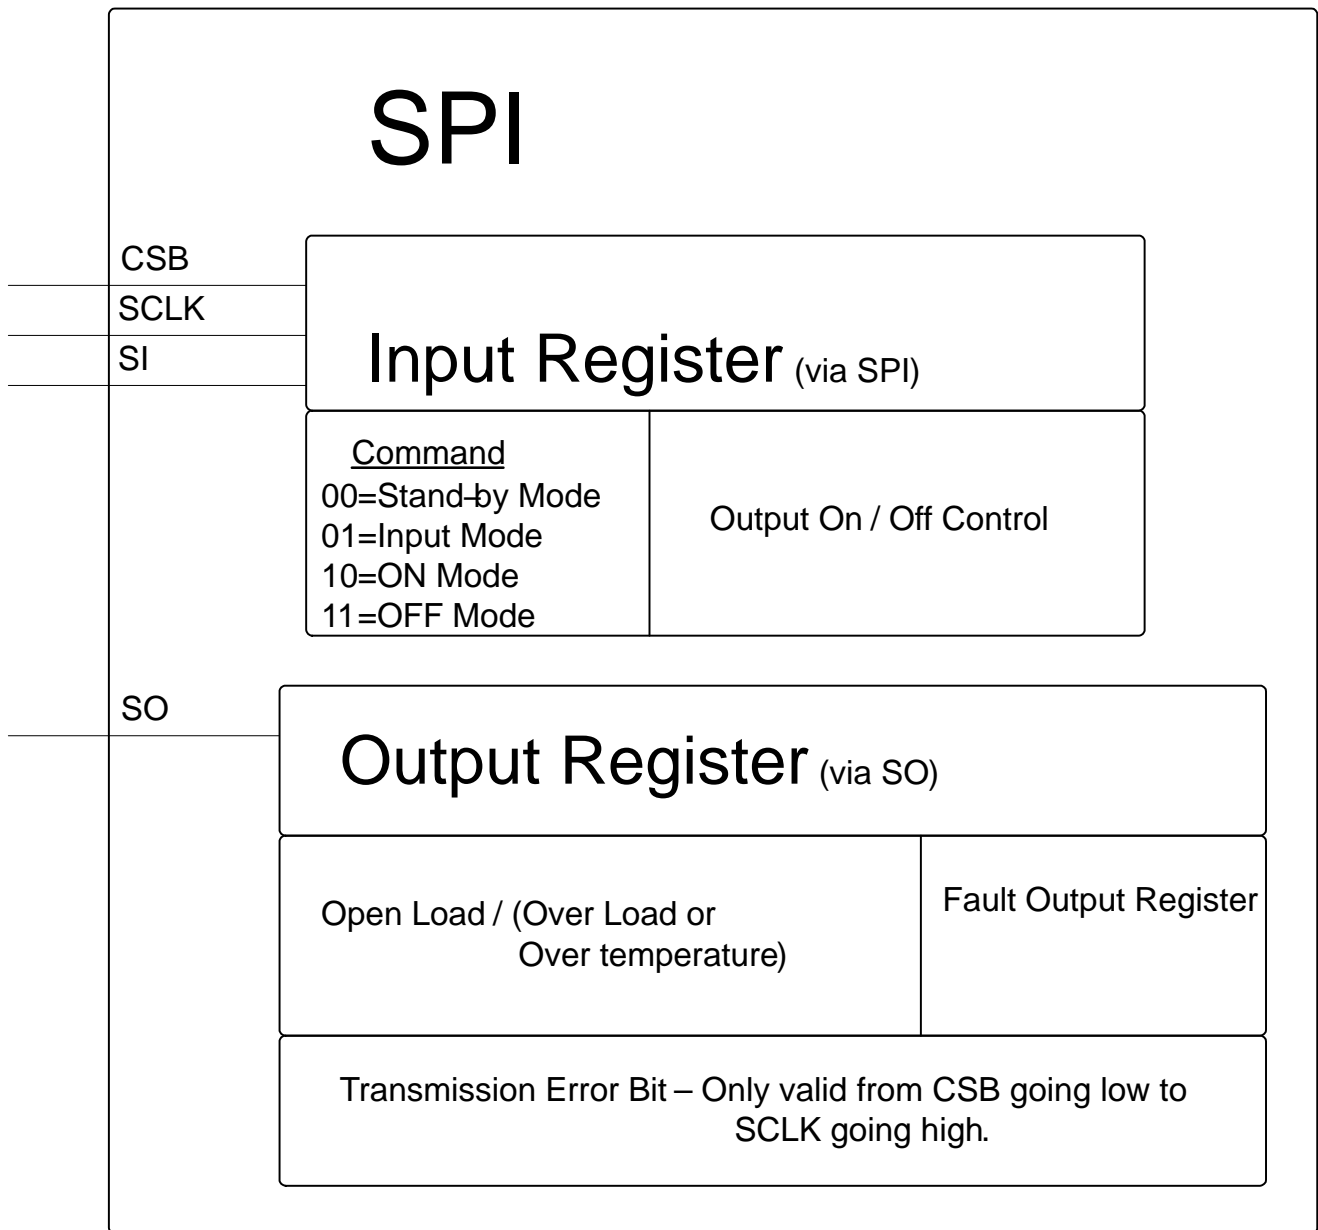 SPI
CSB
SCLK
SI
Input Register (via SPI)
Command
00=Stand-by Mode
01=Input Mode
10=ON Mode
11=OFF Mode
Output On / Off Control
SO
Output Register (via SO)
Open Load / (Over Load or
Over temperature)
Fault Output Register
Transmission Error Bit – Only valid from CSB going low to
SCLK going high.